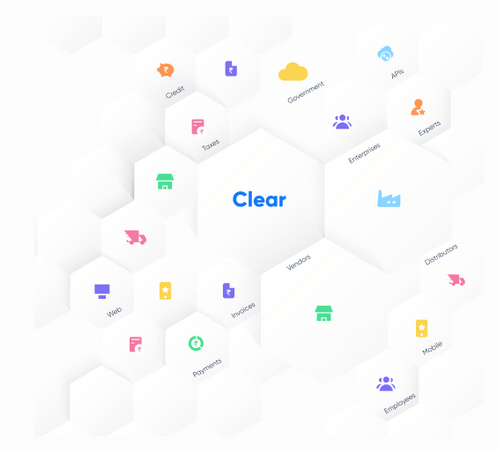 APIs
Credit
Government
Experts
Taxes
Enterprises
Clear
Distributors
Vendors
Web
Invoices
Mobile
Payments
Employees